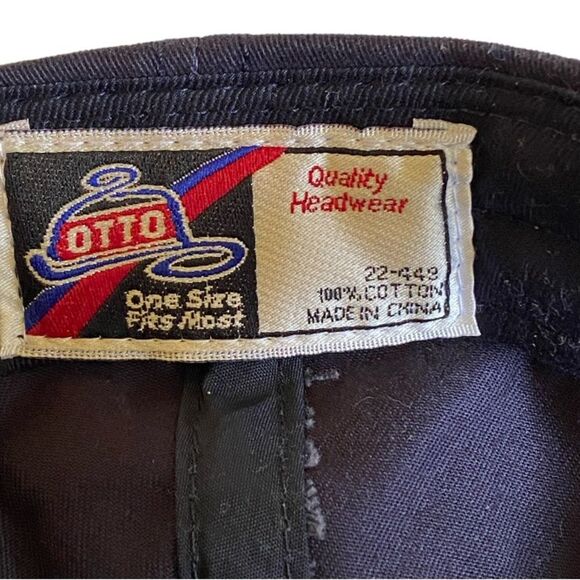 OTTO
One Size
Fits Most
Quality
Headwear
22-449
100% COTTON
MADE IN CHINA